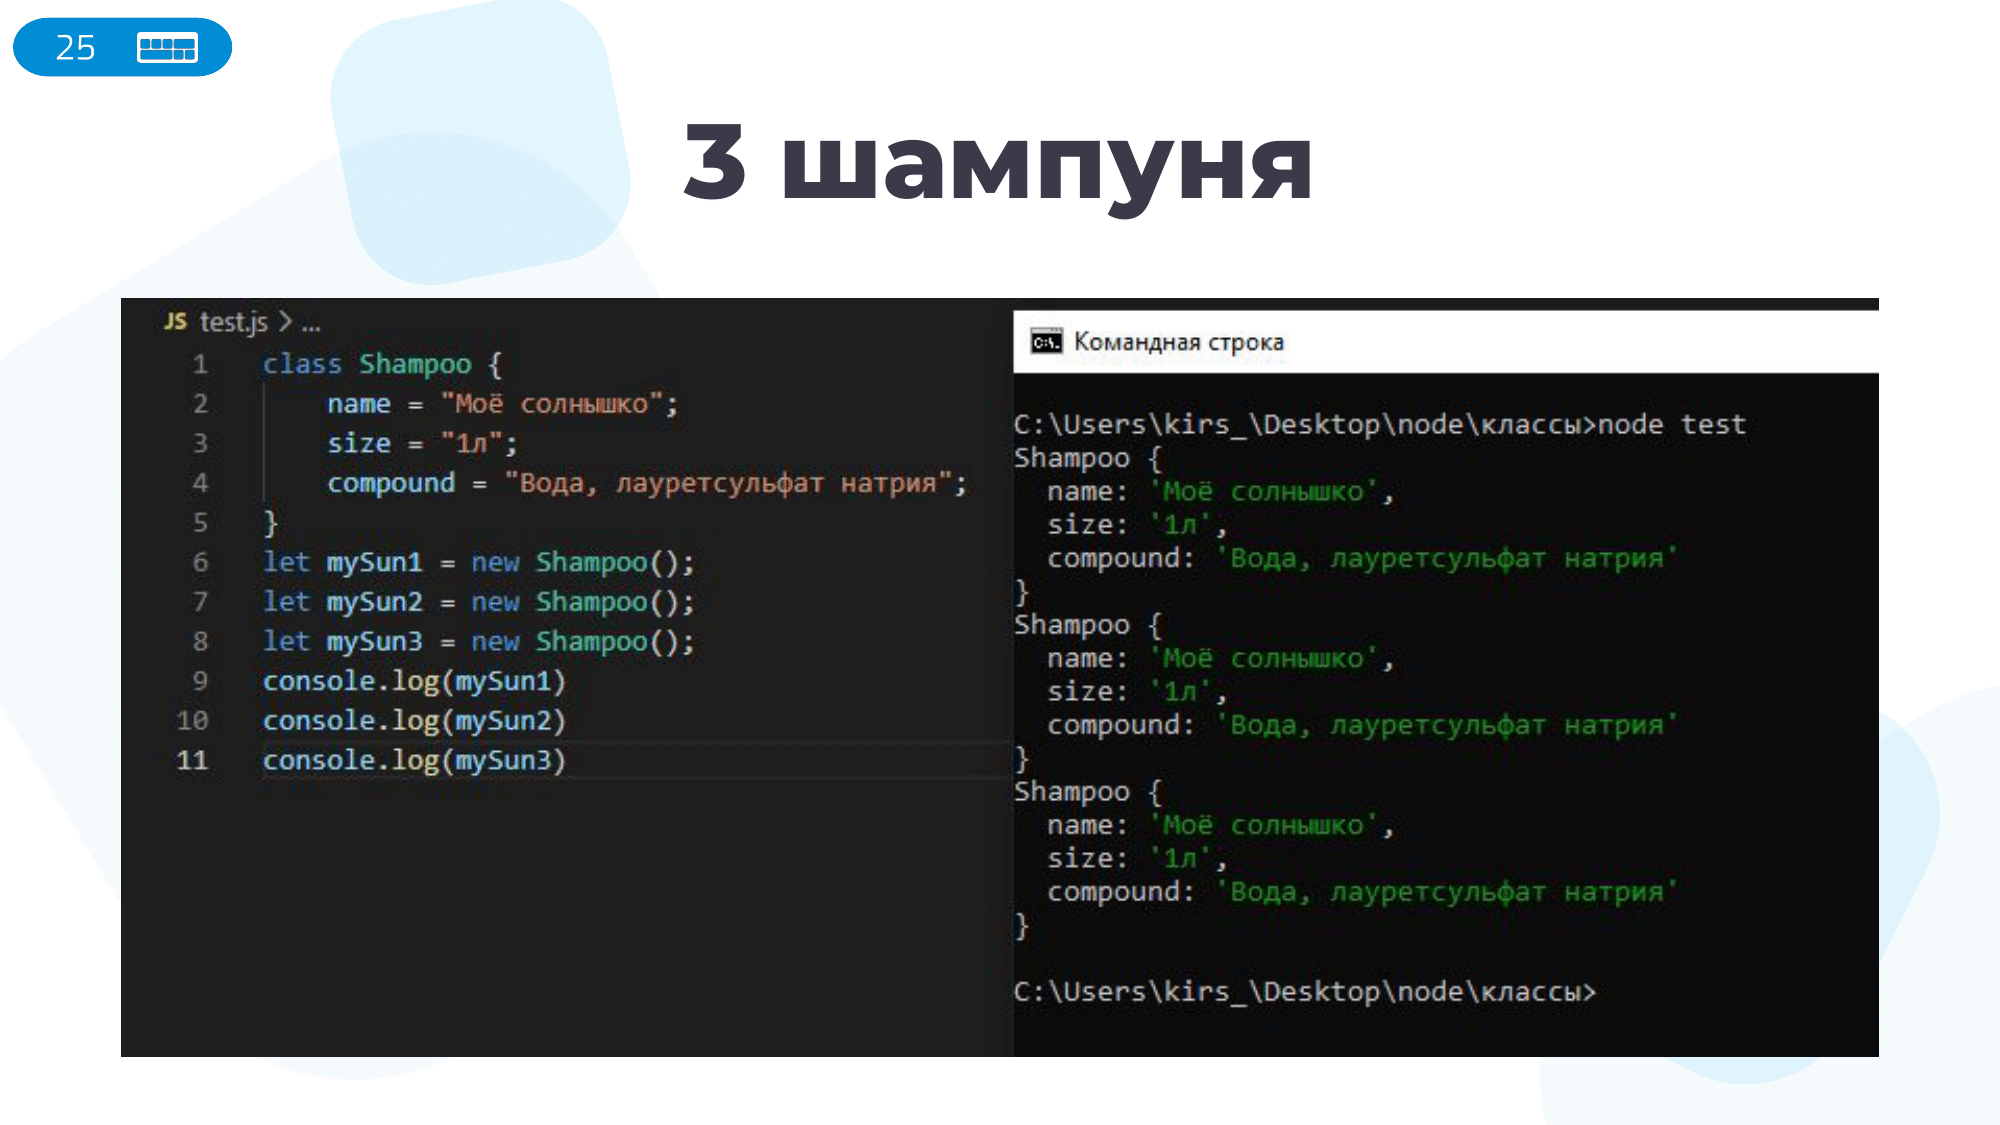 25
3 шампуня
JS test.js > ...
1 class Shampoo {
2 name = "Моё солнышко";
3 size = "1л";
4 compound = "Вода, лауретсульфат натрия";
5 }
6 let mySun1 = new Shampoo();
7 let mySun2 = new Shampoo();
8 let mySun3 = new Shampoo();
9 console.log(mySun1)
10 console.log(mySun2)
11 console.log(mySun3)
C:\. Командная строка
C:\Users\kirs_\Desktop\node\классы>node test
Shampoo {
name: 'Моё солнышко',
size: '1л',
compound: 'Вода, лауретсульфат натрия'
}
Shampoo {
name: 'Моё солнышко',
size: '1л',
compound: 'Вода, лауретсульфат натрия'
}
Shampoo {
name: 'Моё солнышко',
size: '1л',
compound: 'Вода, лауретсульфат натрия'
}
C:\Users\kirs_\Desktop\node\классы>